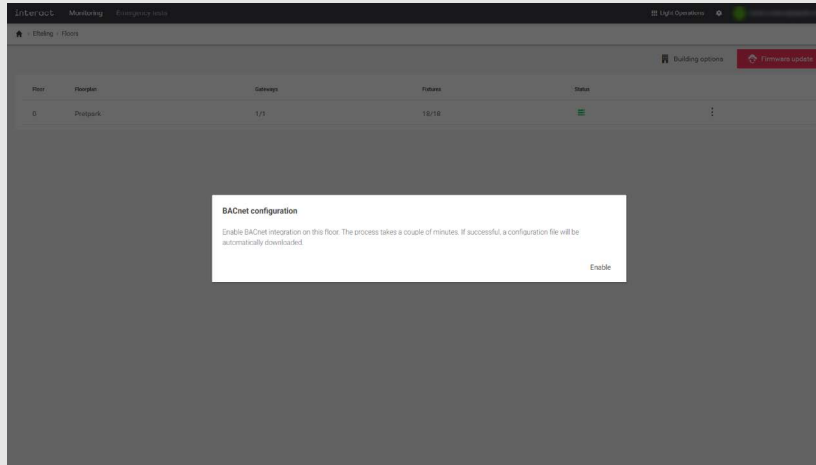 Interact Monitoring Emergency tests Light Operations
Efteling > Floors
Building options Firmware update
Floor Floorplan Gateways Fixtures Status
0 Pretpark 1/1 18/18
BACnet configuration
Enable BACnet integration on this floor. The process takes a couple of minutes. If successful, a configuration file will be
automatically downloaded.
Enable